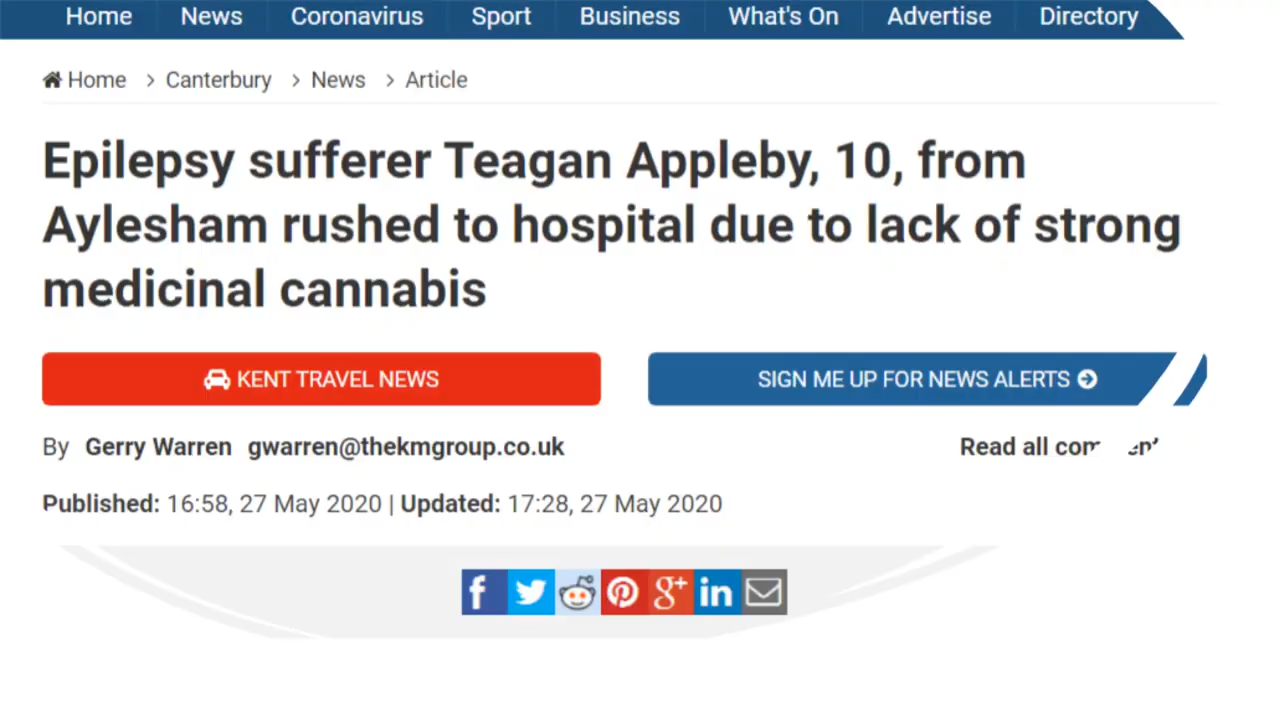 Home News Coronavirus Sport Business What's On Advertise Directory
Home > Canterbury > News > Article
Epilepsy sufferer Teagan Appleby, 10, from
Aylesham rushed to hospital due to lack of strong
medicinal cannabis
KENT TRAVEL NEWS SIGN ME UP FOR NEWS ALERTS
By Gerry Warren gwarren@thekmgroup.co.uk Read all
Published: 16:58, 27 May 2020 | Updated: 17:28, 27 May 2020